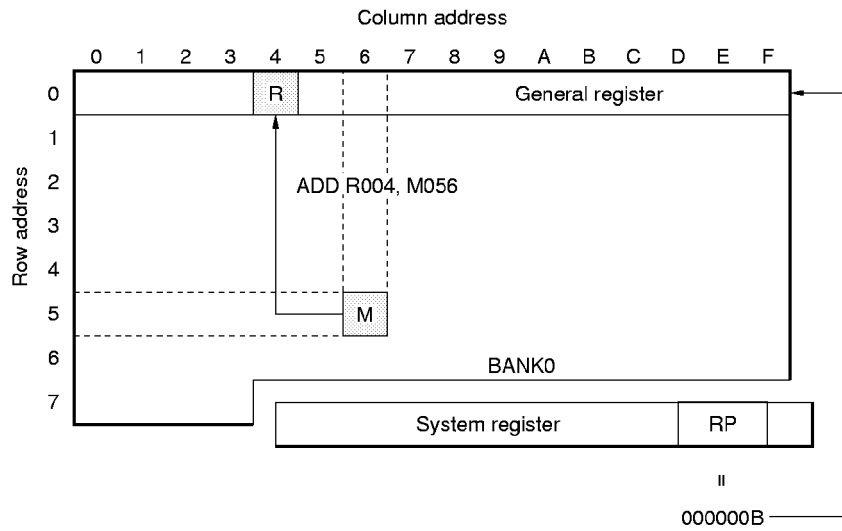 Column address
0 1 2 3 4 5 6 7 8 9 A B C D E F
Row address
0 R General register
1
2 ADD R004, M056
3
4
5 M
6 BANK0
7 System register RP
=
000000B